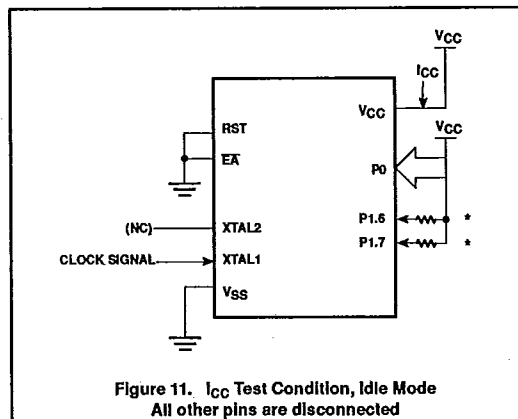 VCC
ICC
VCC
VCC
RST
EA
P0
(NC)
XTAL2
P1.6
*
CLOCK SIGNAL
XTAL1
P1.7
*
VSS
Figure 11. ICC Test Condition, Idle Mode
All other pins are disconnected